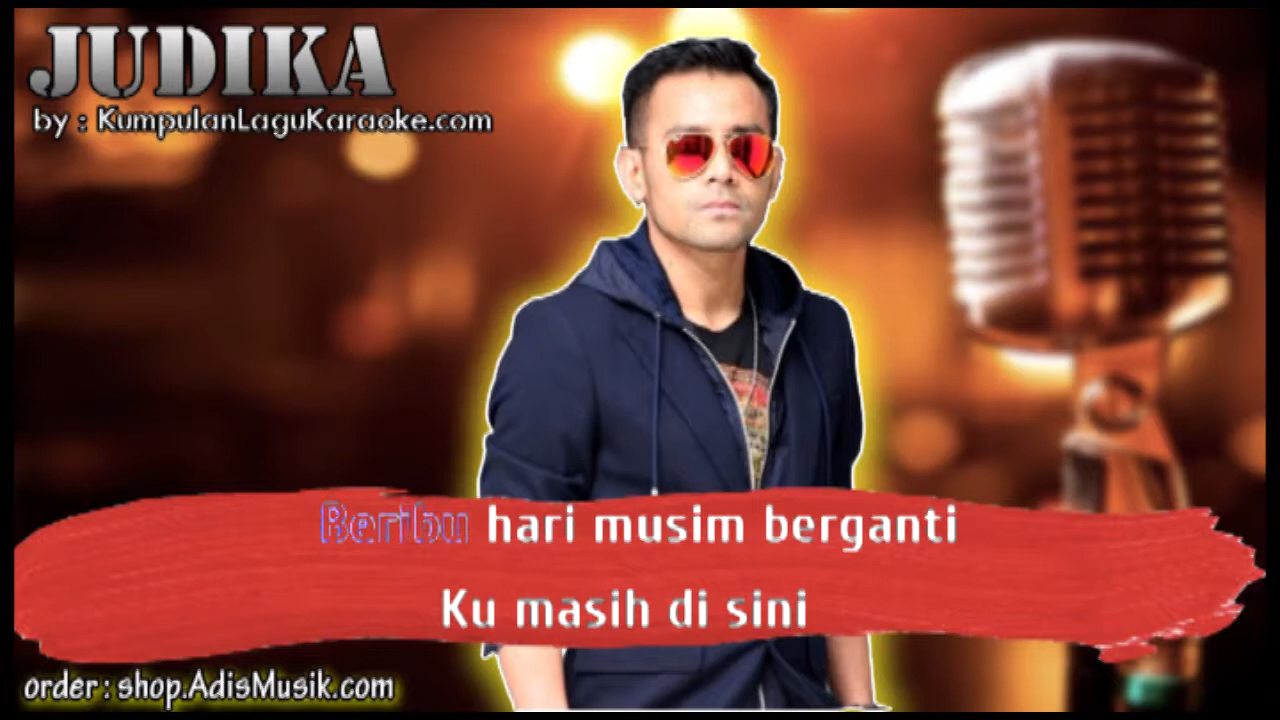 JUDIKA
by : KumpulanLaguKaraoke.com
Beribu hari musim berganti
Ku masih di sini
order : shop.AdisMusik.com